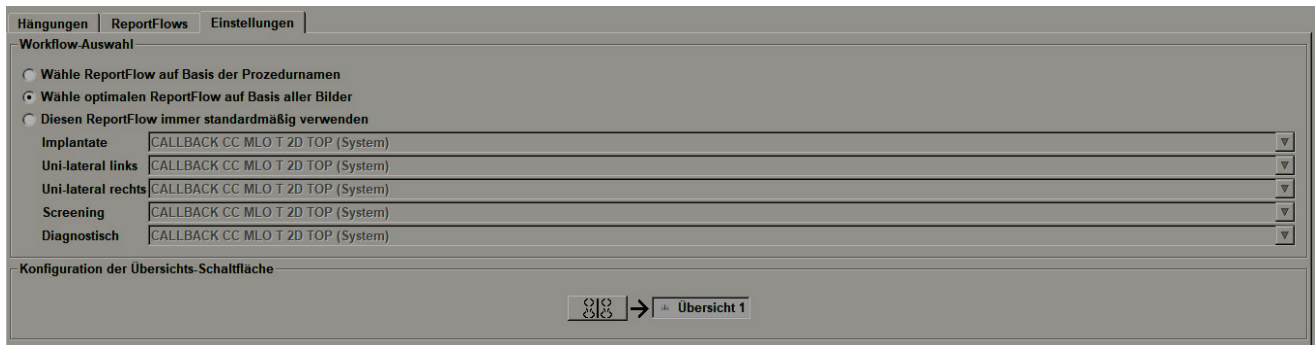 Hängungen ReportFlows Einstellungen
Workflow-Auswahl
Wähle ReportFlow auf Basis der Prozedurnamen
Wähle optimalen ReportFlow auf Basis aller Bilder
Diesen ReportFlow immer standardmäßig verwenden
Implantate CALLBACK CC MLO T 2D TOP (System)
Uni-lateral links CALLBACK CC MLO T 2D TOP (System)
Uni-lateral rechts CALLBACK CC MLO T 2D TOP (System)
Screening CALLBACK CC MLO T 2D TOP (System)
Diagnostisch CALLBACK CC MLO T 2D TOP (System)
Konfiguration der Übersichts-Schaltfläche
Übersicht 1